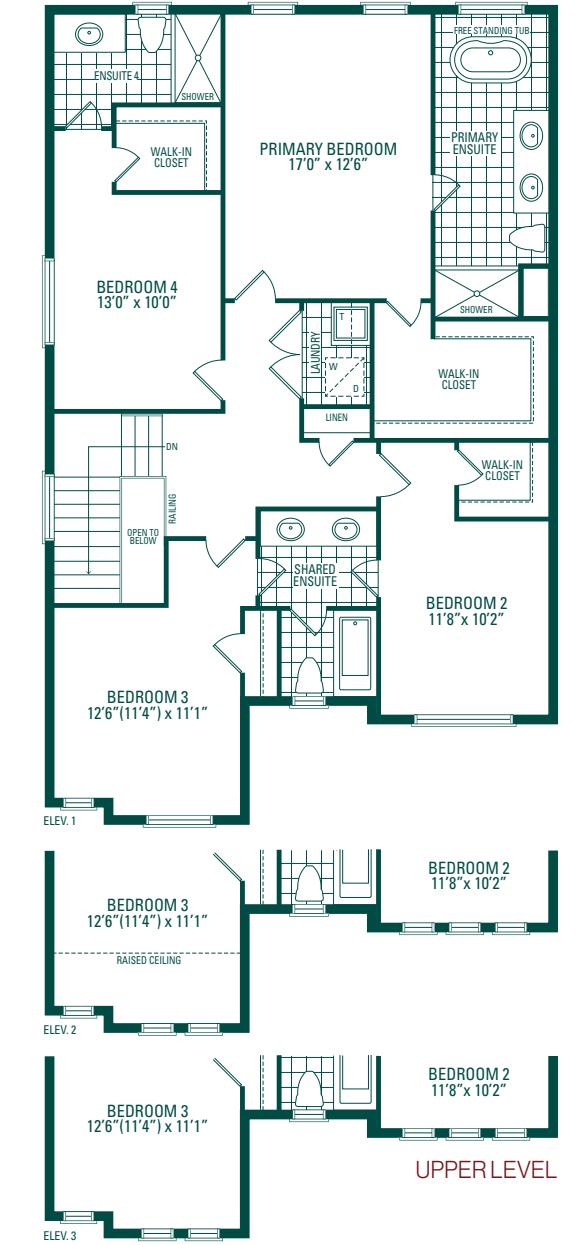 FREE STANDING TUB
ENSUITE 4
SHOWER
WALK-IN
CLOSET
PRIMARY BEDROOM
17'0" x 12'6"
PRIMARY
ENSUITE
BEDROOM 4
13'0" x 10'0"
SHOWER
T
LAUNDRY
W
D
WALK-IN
CLOSET
LINEN
DN
WALK-IN
CLOSET
RAILING
OPEN TO
BELOW
SHARED
ENSUITE
BEDROOM 2
11'8"x 10'2"
BEDROOM 3
12'6"(11'4") x 11'1"
ELEV. 1
BEDROOM 2
11'8"x 10'2"
BEDROOM 3
12'6"(11'4") x 11'1"
RAISED CEILING
ELEV. 2
BEDROOM 2
11'8"x 10'2"
BEDROOM 3
12'6"(11'4") x 11'1"
UPPER LEVEL
ELEV. 3